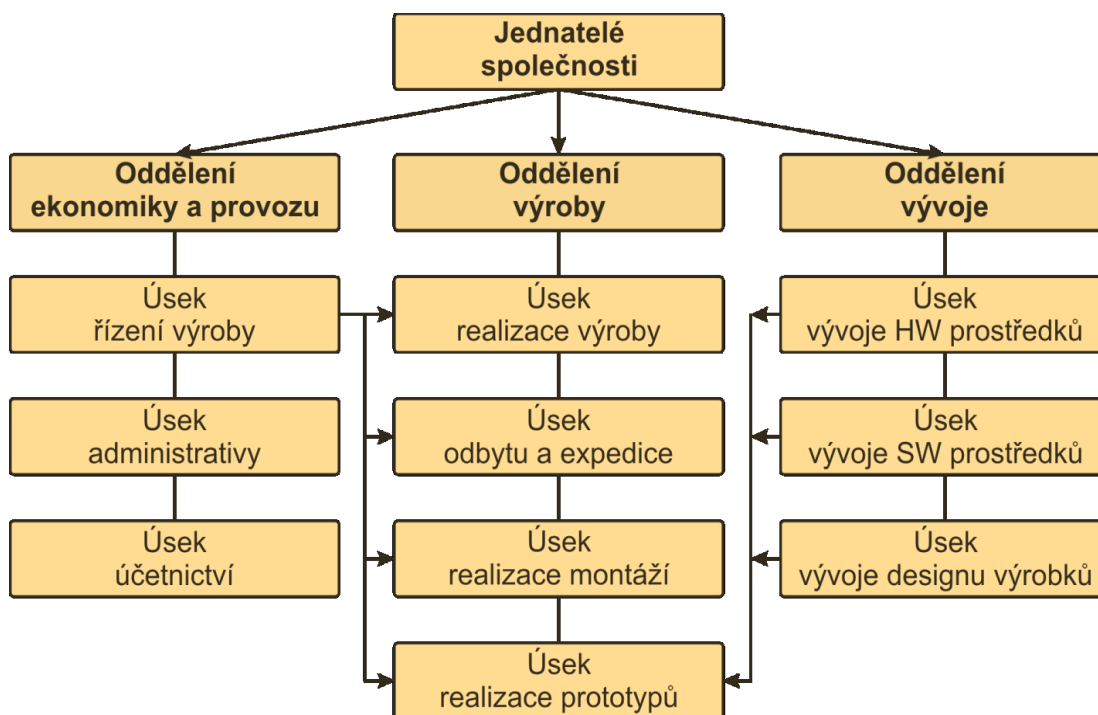 Jednatelé
společnosti
Oddělení
ekonomiky a provozu
Oddělení
výroby
Oddělení
vývoje
Úsek
řízení výroby
Úsek
realizace výroby
Úsek
vývoje HW prostředků
Úsek
administrativy
Úsek
odbytu a expedice
Úsek
vývoje SW prostředků
Úsek
účetnictví
Úsek
realizace montáží
Úsek
vývoje designu výrobků
Úsek
realizace prototypů